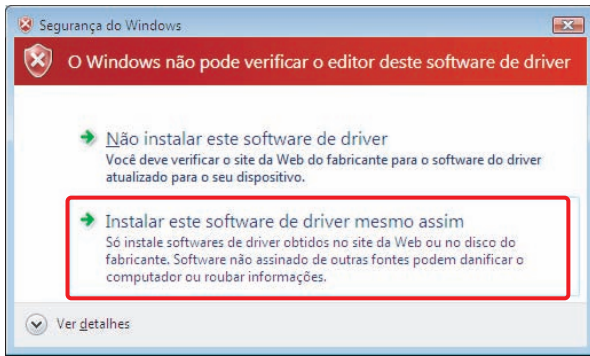 Segurança do Windows
O Windows não pode verificar o editor deste software de driver
Não instalar este software de driver
Você deve verificar o site da Web do fabricante para o software do driver
atualizado para o seu dispositivo.
Instalar este software de driver mesmo assim
Só instale softwares de driver obtidos no site da Web ou no disco do
fabricante. Software não assinado de outras fontes podem danificar o
computador ou roubar informações.
Ver detalhes